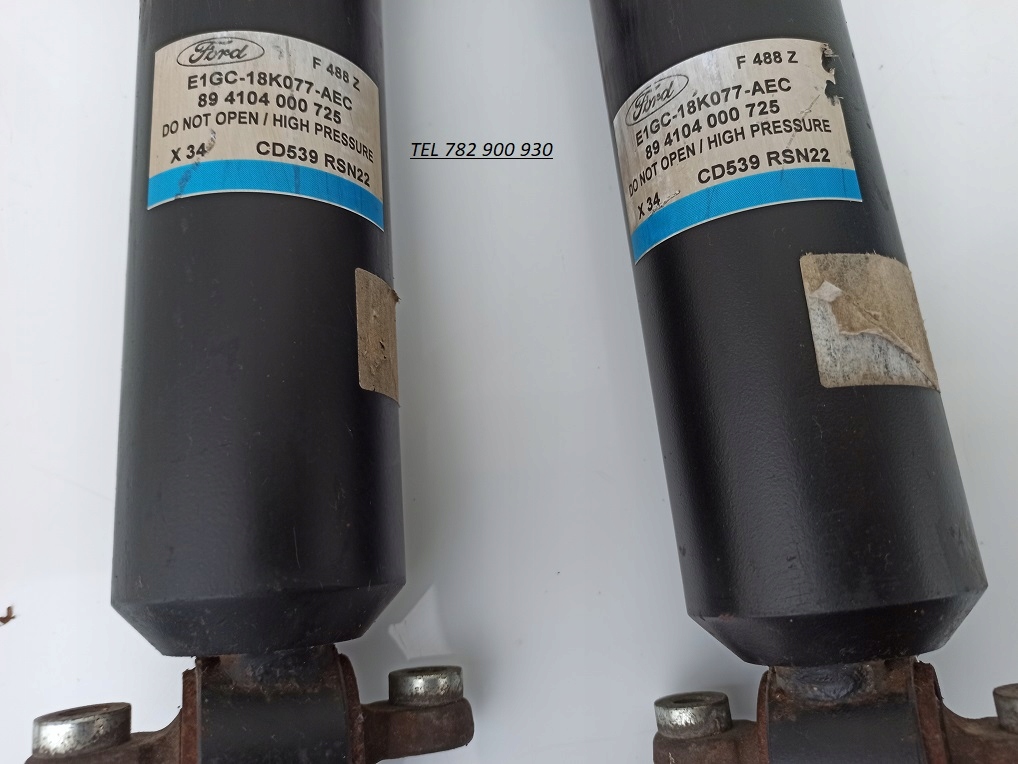 Ford
F 488 Z
E1GC-18K077-AEC
89 4104 000 725
DO NOT OPEN / HIGH PRESSURE
X 34
CD539 RSN22
TEL 782 900 930
Ford
F 488 Z
E1GC-18K077-AEC
89 4104 000 725
DO NOT OPEN / HIGH PRESSURE
X 34
CD539 RSN22